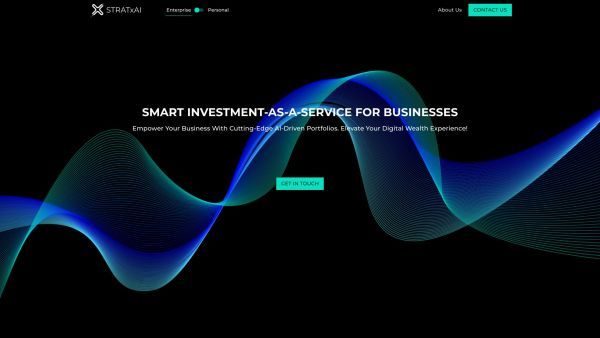 STRATxAI
Enterprise
Personal
About Us
CONTACT US
SMART INVESTMENT-AS-A-SERVICE FOR BUSINESSES
Empower Your Business With Cutting-Edge AI-Driven Portfolios. Elevate Your Digital Wealth Experience!
GET IN TOUCH